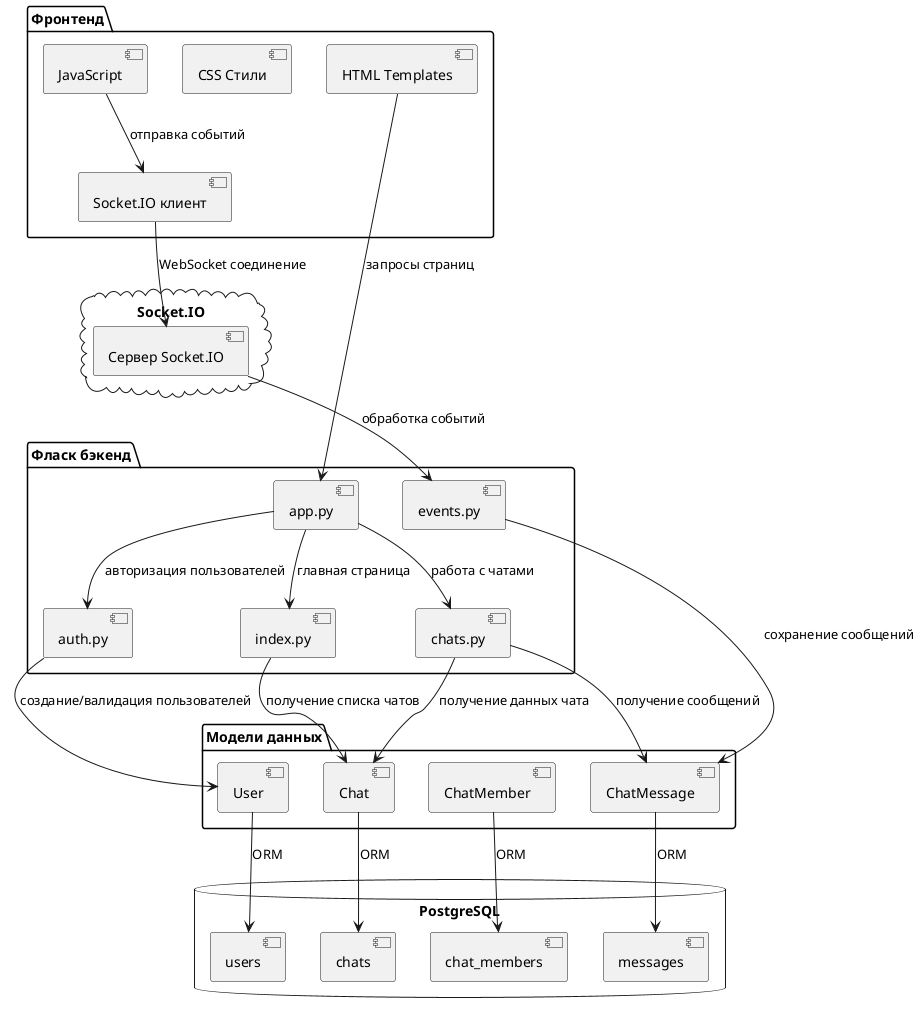 Фронтенд
JavaScript
CSS Стили
HTML Templates
отправка событий
Socket.IO клиент
WebSocket соединение
запросы страниц
Socket.IO
Сервер Socket.IO
обработка событий
Фласк бэкенд
app.py
events.py
авторизация пользователей
главная страница
работа с чатами
auth.py
index.py
chats.py
сохранение сообщений
создание/валидация пользователей
получение списка чатов
получение данных чата
получение сообщений
Модели данных
User
Chat
ChatMember
ChatMessage
ORM
ORM
ORM
ORM
PostgreSQL
users
chats
chat_members
messages